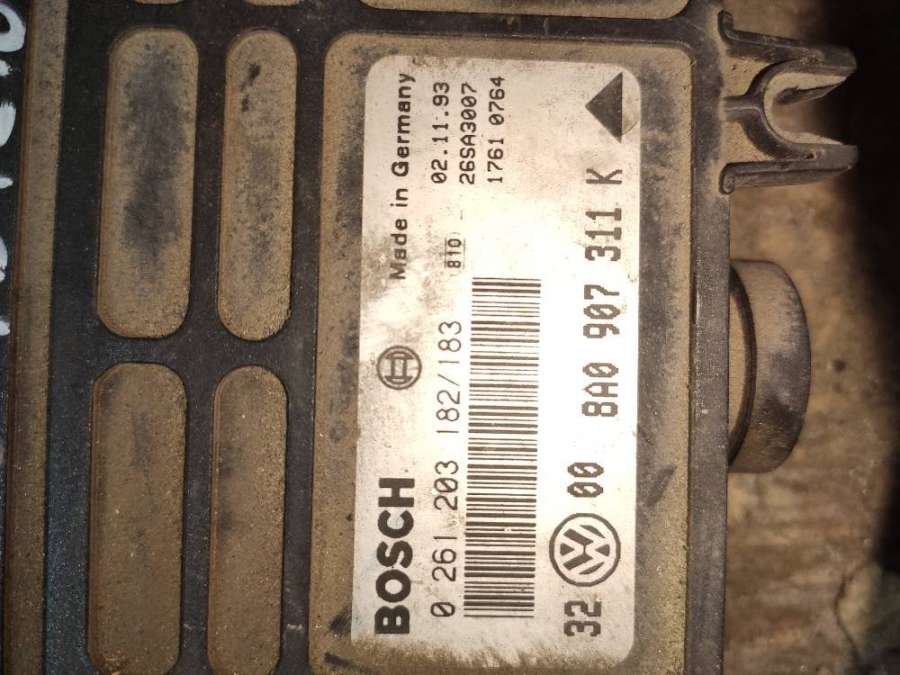 Made in Germany
02.11.93
26SA3007
1761 0764
810
BOSCH
0 261 203 182/183
32 00 8A0 907 311 K